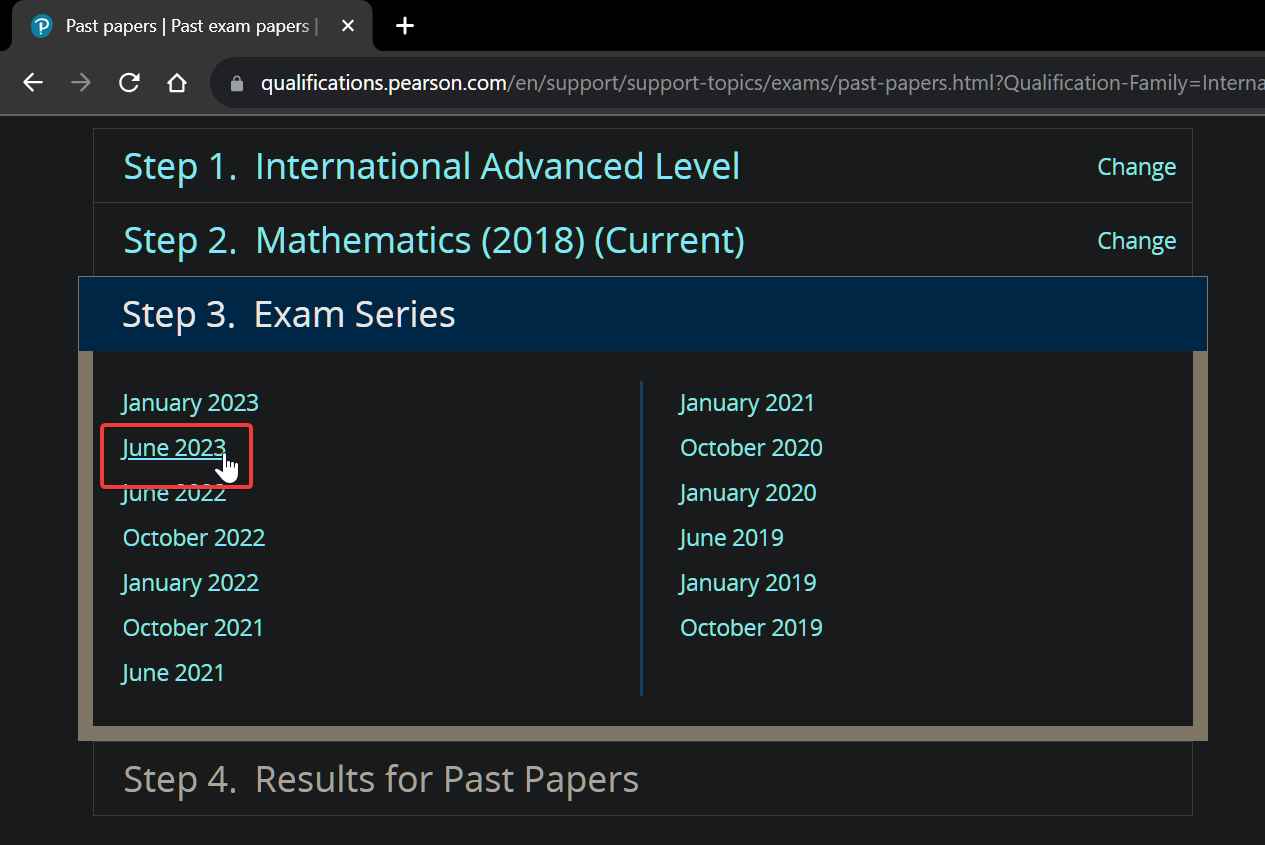 Past papers | Past exam papers |
qualifications.pearson.com/en/support/support-topics/exams/past-papers.html?Qualification-Family=Interna
Step 1. International Advanced Level Change
Step 2. Mathematics (2018) (Current) Change
Step 3. Exam Series
January 2023
June 2023
June 2022
October 2022
January 2022
October 2021
June 2021
January 2021
October 2020
January 2020
June 2019
January 2019
October 2019
Step 4. Results for Past Papers